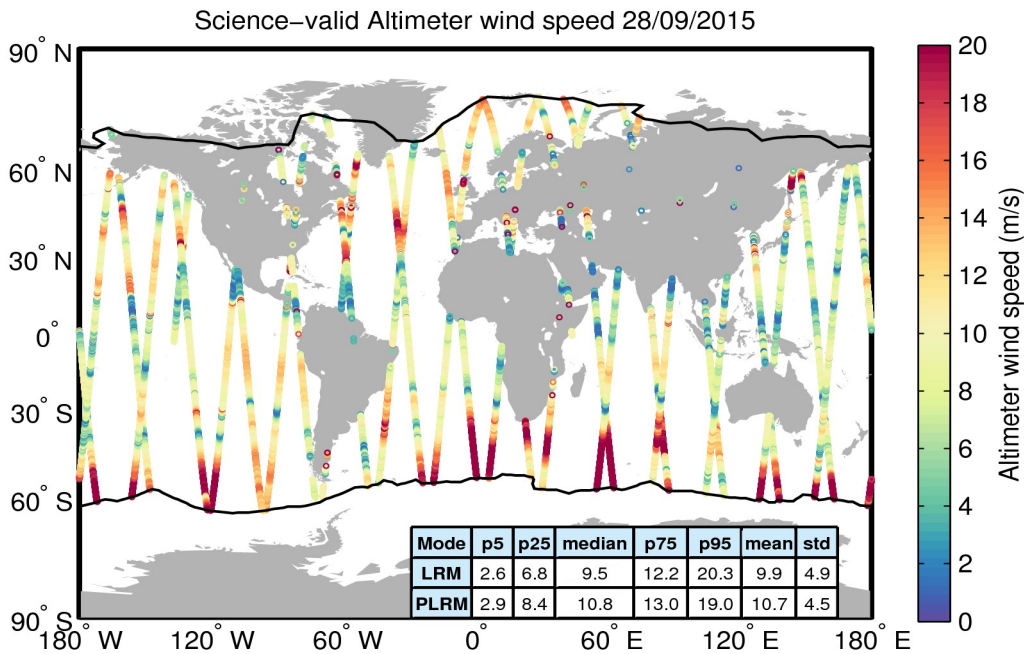 Science−valid Altimeter wind speed 28/09/2015
90° N
60° N
30° N
0°
30° S
60° S
90° S
180° W
120° W
60° W
0°
60° E
120° E
180° E
Mode p5 p25 median p75 p95 mean std
LRM 2.6 6.8 9.5 12.2 20.3 9.9 4.9
PLRM 2.9 8.4 10.8 13.0 19.0 10.7 4.5
20
18
16
14
12
10
8
6
4
2
0
Altimeter wind speed (m/s)